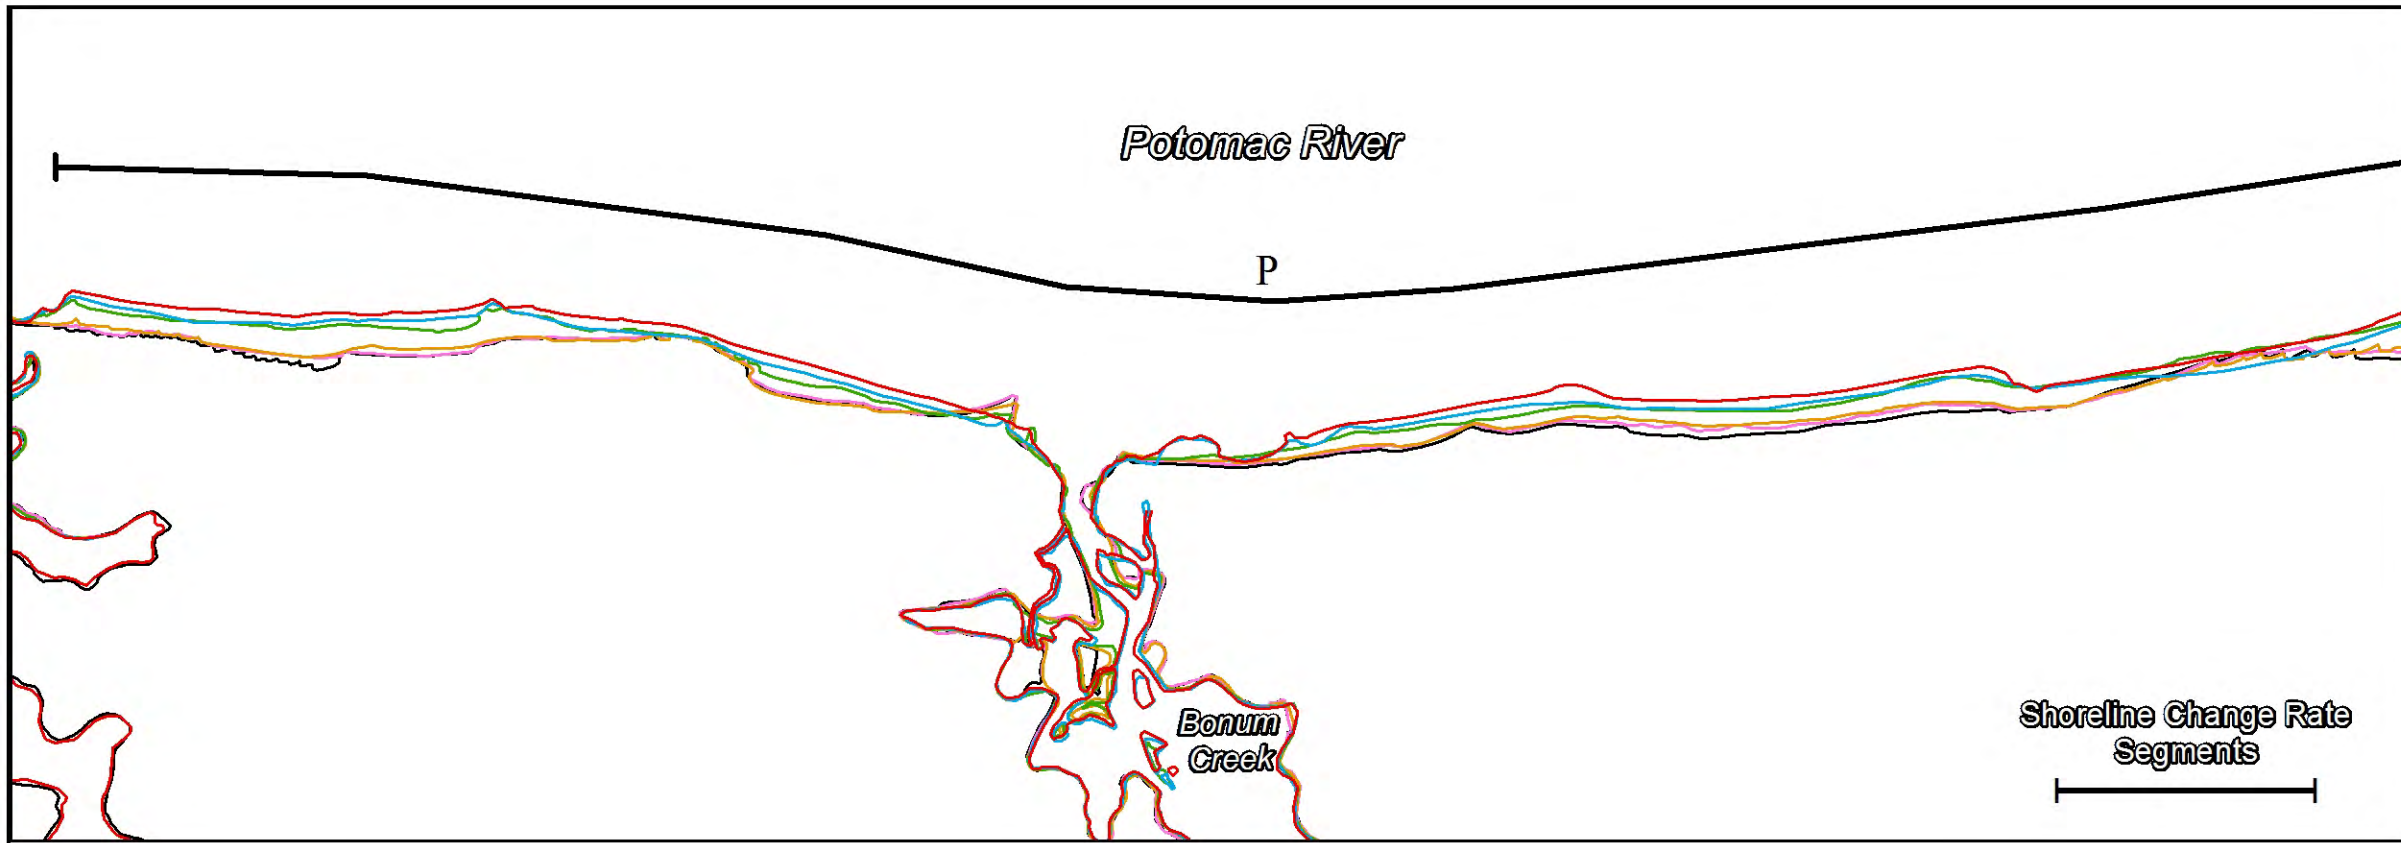 Potomac River
P
Bonum
Creek
Shoreline Change Rate
Segments